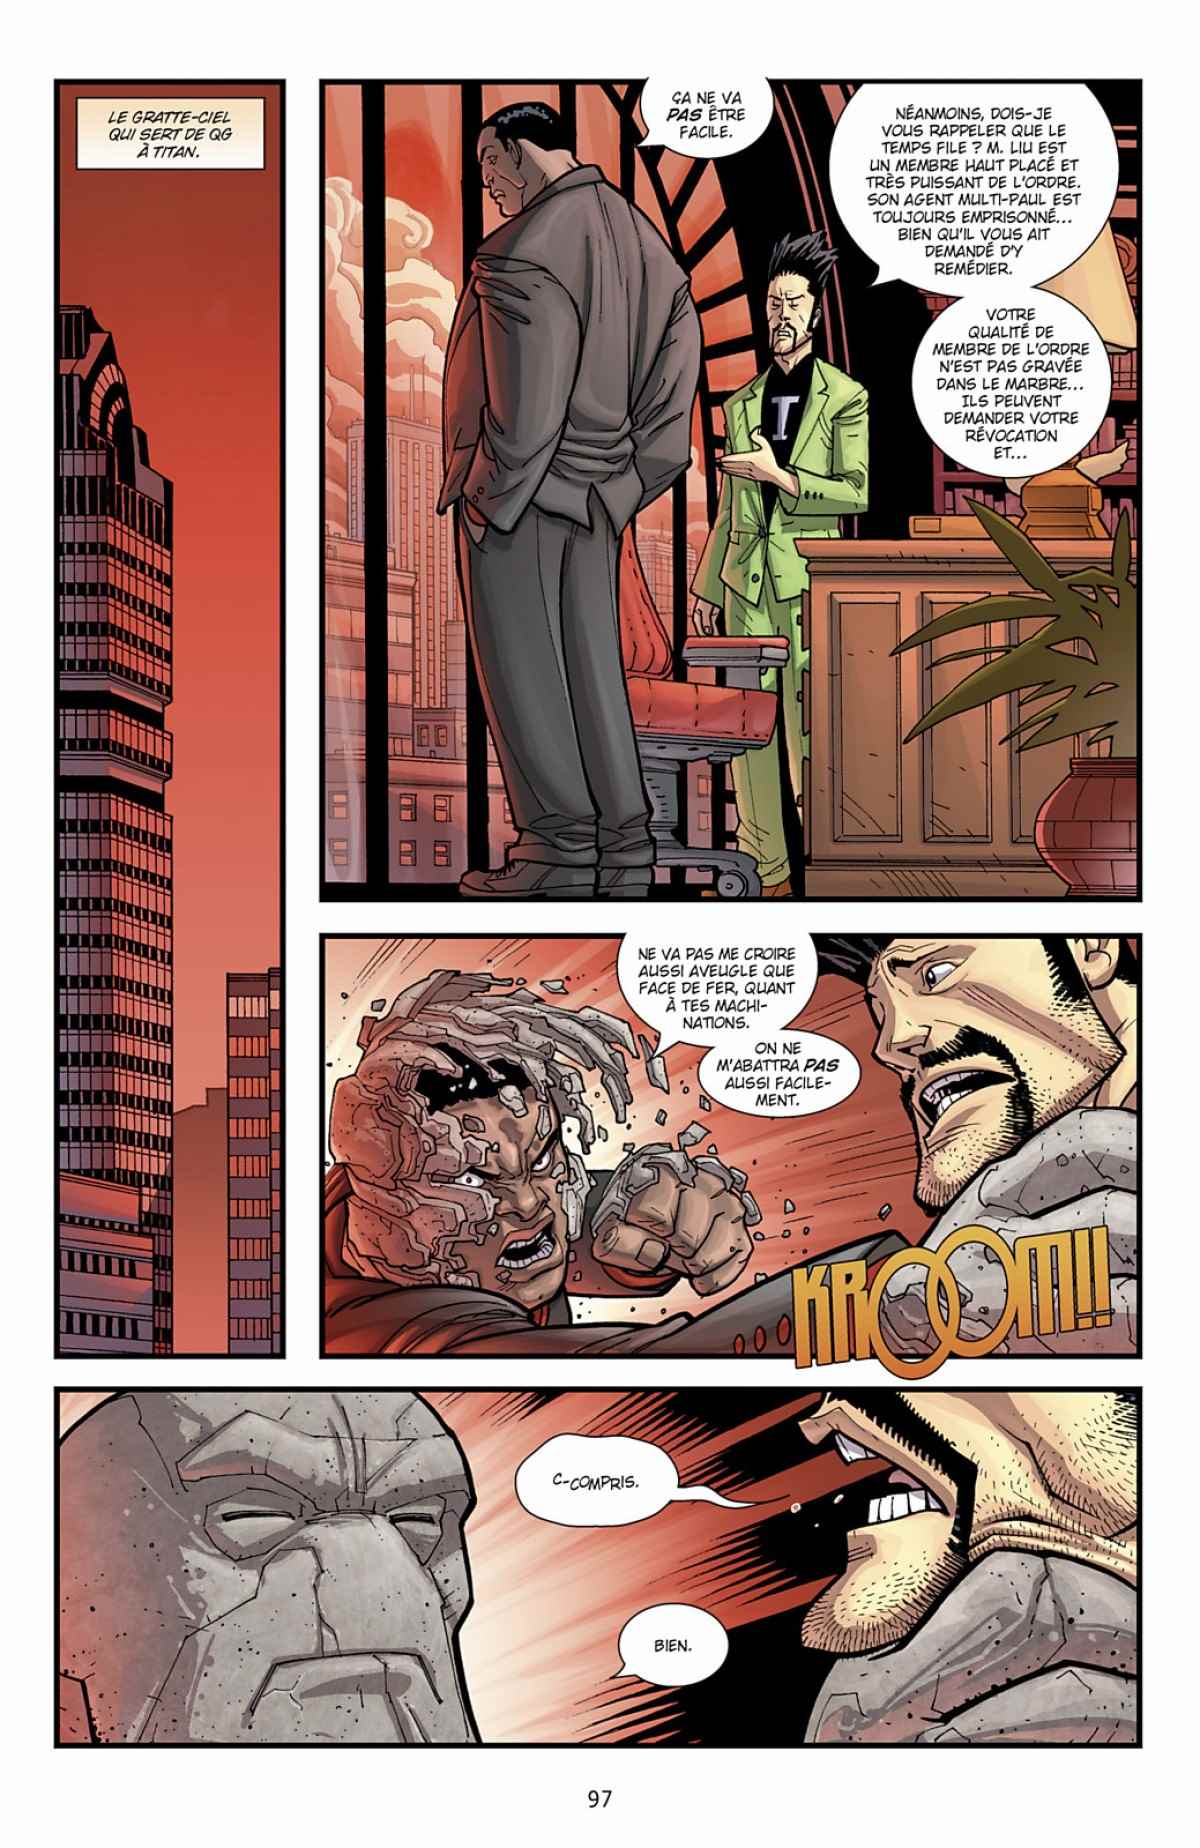 LE GRATTE-CIEL
QUI SERT DE QG
À TITAN.
ÇA NE VA
PAS ÊTRE
FACILE.
NÉANMOINS, DOIS-JE
VOUS RAPPELER QUE LE
TEMPS FILE ? M. LIU EST
UN MEMBRE HAUT PLACÉ ET
TRÈS PUISSANT DE L'ORDRE.
SON AGENT MULTI-PAUL EST
TOUJOURS EMPRISONNÉ...
BIEN QU'IL VOUS AIT
DEMANDÉ D'Y
REMÉDIER.
VOTRE
QUALITÉ DE
MEMBRE DE L'ORDRE
N'EST PAS GRAVÉE
DANS LE MARBRE...
ILS PEUVENT
DEMANDER VOTRE
RÉVOCATION
ET...
I
NE VA PAS ME CROIRE
AUSSI AVEUGLE QUE
FACE DE FER, QUANT
À TES MACHI-
NATIONS.
ON NE
M'ABATTRA PAS
AUSSI FACILE-
MENT.
KROOM!!
C-COMPRIS.
BIEN.
97